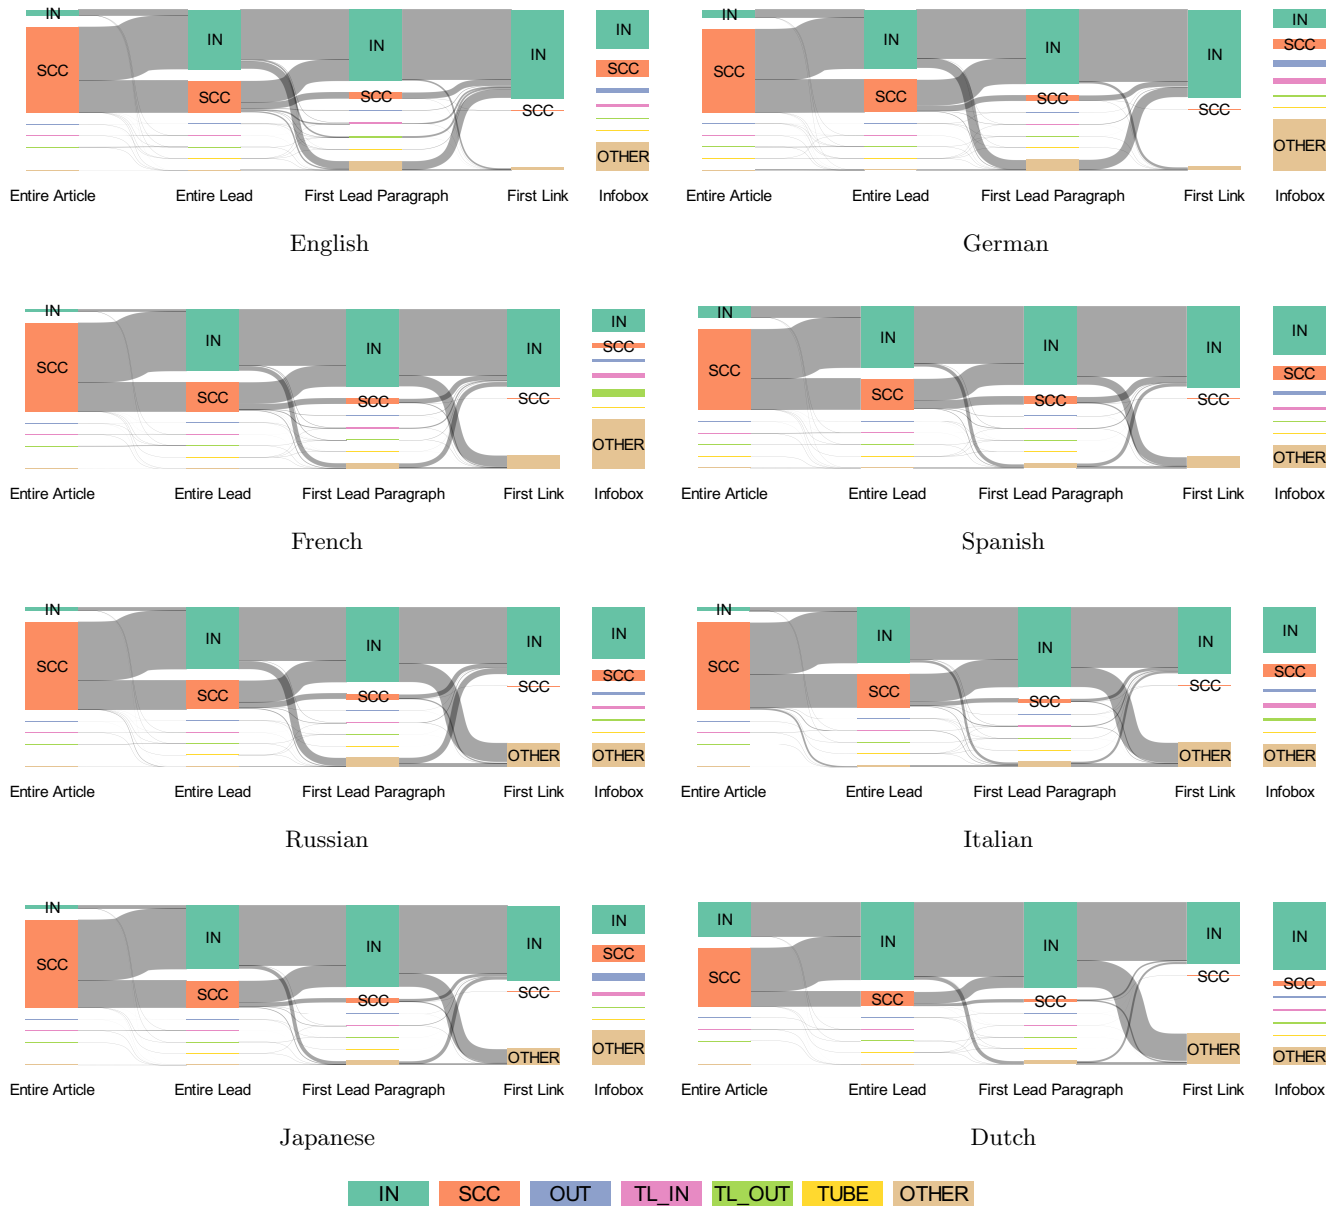 IN IN IN IN IN
SCC SCC SCC SCC SCC
OTHER
Entire Article Entire Lead First Lead Paragraph First Link Infobox
English
IN IN IN IN IN
SCC SCC SCC SCC SCC
OTHER
Entire Article Entire Lead First Lead Paragraph First Link Infobox
German
IN IN IN IN IN
SCC SCC SCC SCC SCC
OTHER
Entire Article Entire Lead First Lead Paragraph First Link Infobox
French
IN IN IN IN IN
SCC SCC SCC SCC SCC
OTHER
Entire Article Entire Lead First Lead Paragraph First Link Infobox
Spanish
IN IN IN IN IN
SCC SCC SCC SCC SCC
OTHER OTHER
Entire Article Entire Lead First Lead Paragraph First Link Infobox
Russian
IN IN IN IN IN
SCC SCC SCC SCC SCC
OTHER OTHER
Entire Article Entire Lead First Lead Paragraph First Link Infobox
Italian
IN IN IN IN IN
SCC SCC SCC SCC SCC
OTHER OTHER
Entire Article Entire Lead First Lead Paragraph First Link Infobox
Japanese
IN IN IN IN IN
SCC SCC SCC SCC SCC
OTHER OTHER
Entire Article Entire Lead First Lead Paragraph First Link Infobox
Dutch
IN SCC OUT TL_IN TL_OUT TUBE OTHER